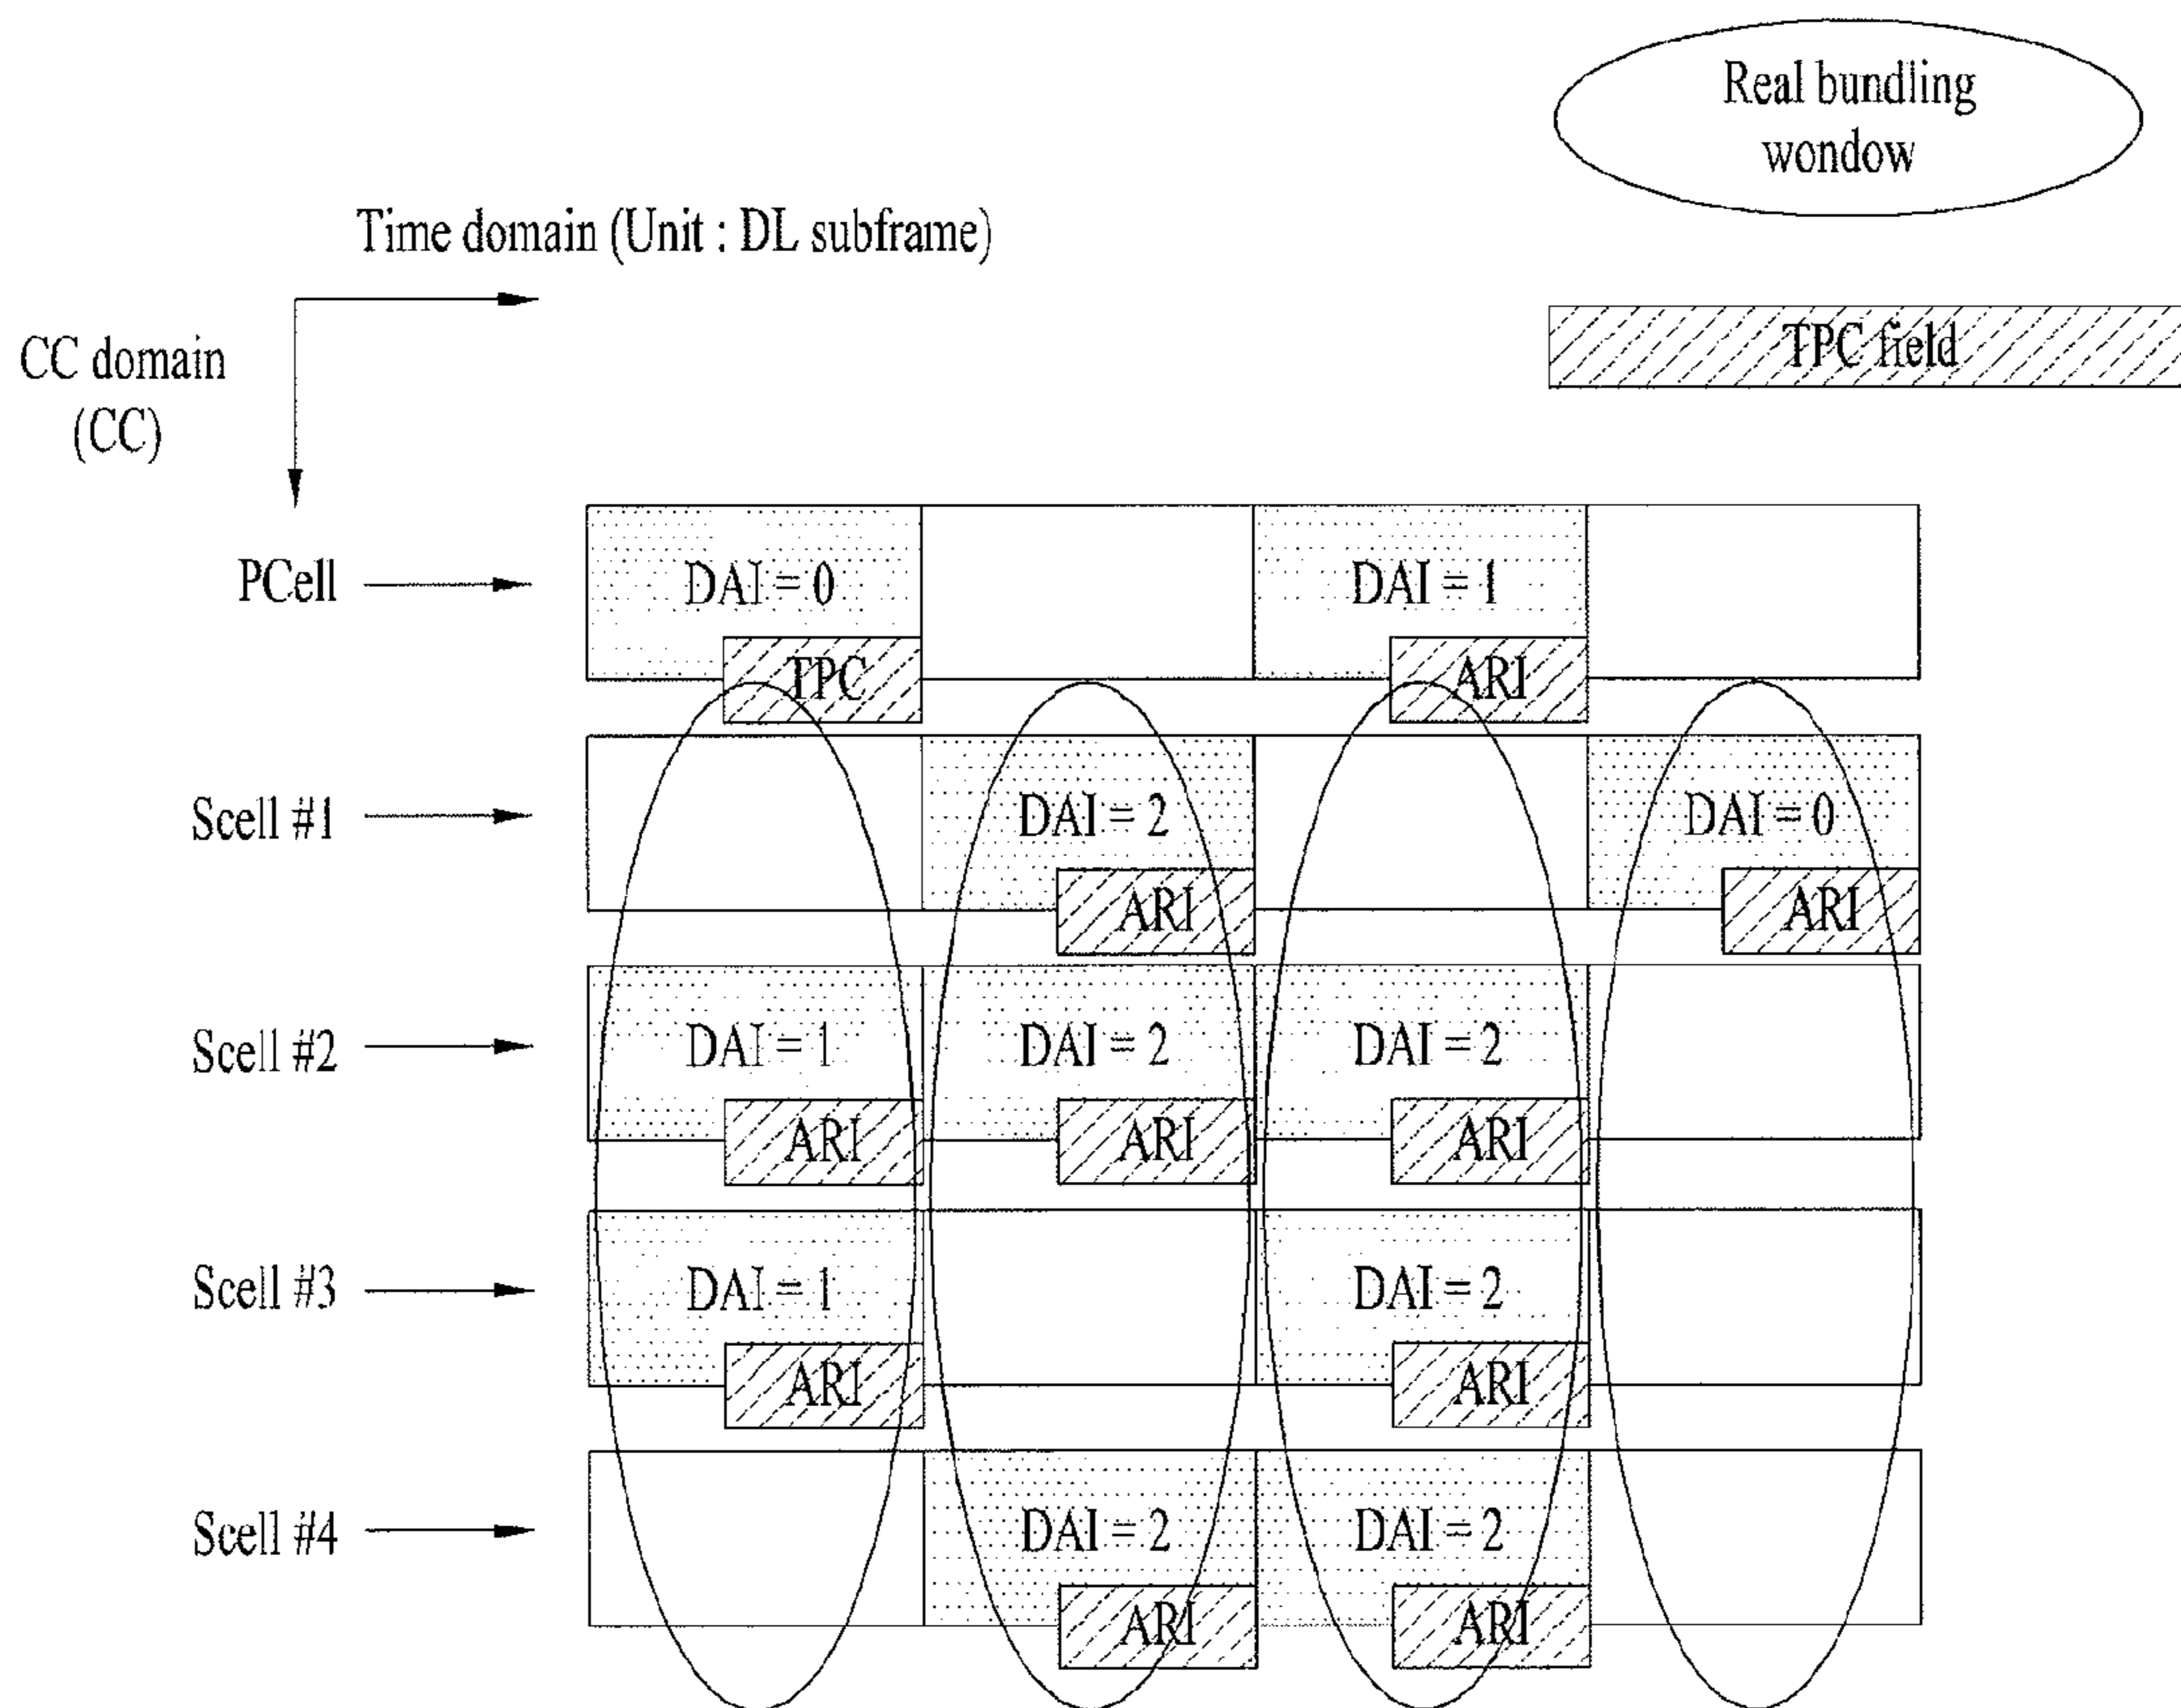 Real bundling
wondow
Time domain (Unit : DL subframe)
TPC field
CC domain
(CC)
PCell
DAI = 0
DAI = 1
TPC
ARI
Scell #1
DAI = 2
DAI = 0
ARI
ARI
Scell #2
DAI = 1
DAI = 2
DAI = 2
ARI
ARI
ARI
Scell #3
DAI = 1
DAI = 2
ARI
ARI
Scell #4
DAI = 2
DAI = 2
ARI
ARI